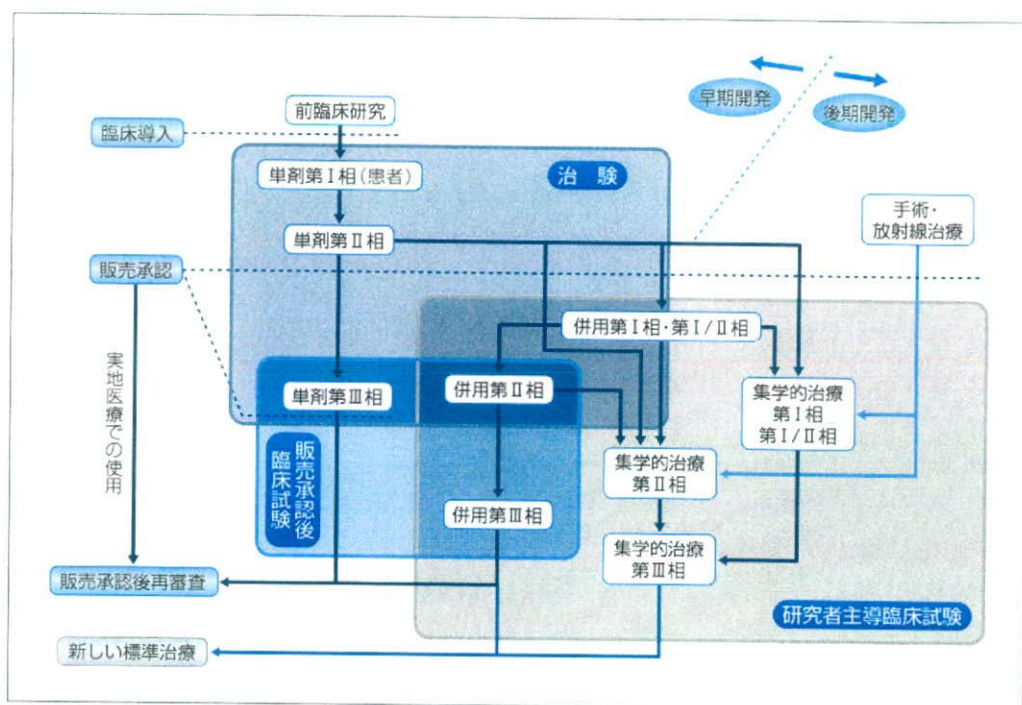 早期開発
後期開発
前臨床研究
臨床導入
単剤第Ⅰ相(患者)
治 験
手術・
放射線治療
単剤第Ⅱ相
販売承認
併用第Ⅰ相・第Ⅰ/Ⅱ相
実地医療での使用
単剤第Ⅲ相
併用第Ⅱ相
集学的治療
第Ⅰ相
第Ⅰ/Ⅱ相
販売承認後
臨床試験
集学的治療
第Ⅱ相
併用第Ⅲ相
集学的治療
第Ⅲ相
販売承認後再審査
研究者主導臨床試験
新しい標準治療